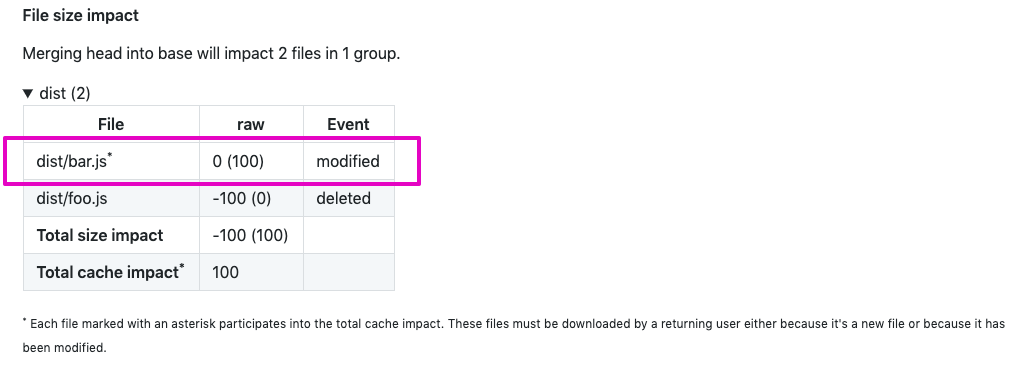 File size impact
Merging head into base will impact 2 files in 1 group.
▼ dist (2)
File raw Event
dist/bar.js* 0 (100) modified
dist/foo.js -100 (0) deleted
Total size impact -100 (100)
Total cache impact* 100
* Each file marked with an asterisk participates into the total cache impact. These files must be downloaded by a returning user either because it's a new file or because it has
been modified.